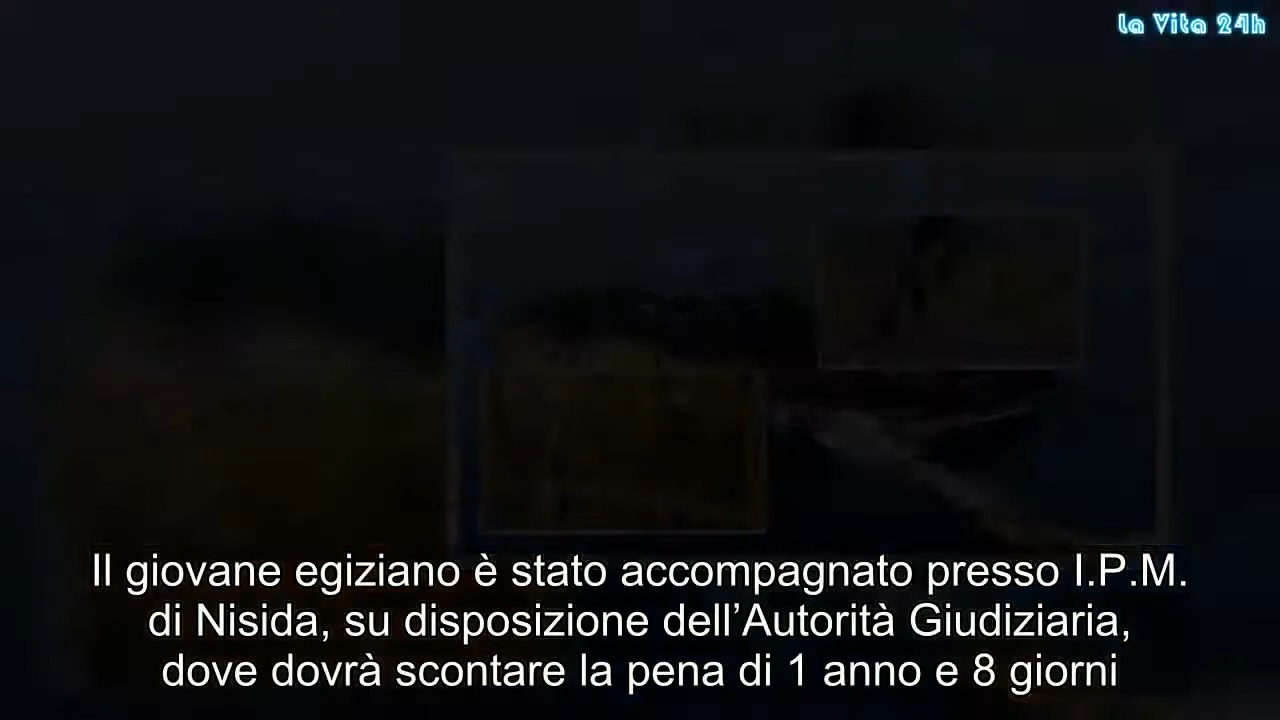 la Vita 24h
Il giovane egiziano è stato accompagnato presso I.P.M.
di Nisida, su disposizione dell’Autorità Giudiziaria,
dove dovrà scontare la pena di 1 anno e 8 giorni